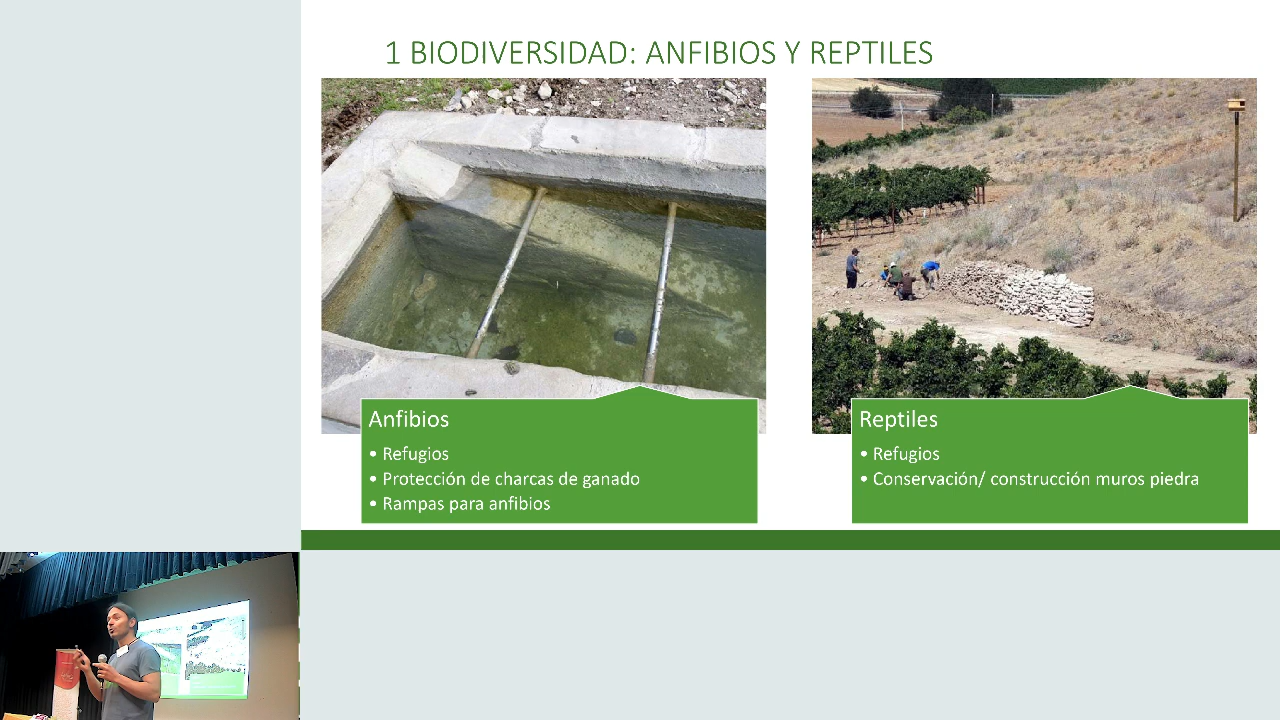 1 BIODIVERSIDAD: ANFIBIOS Y REPTILES
Anfibios
• Refugios
• Protección de charcas de ganado
• Rampas para anfibios
Reptiles
• Refugios
• Conservación/ construcción muros piedra